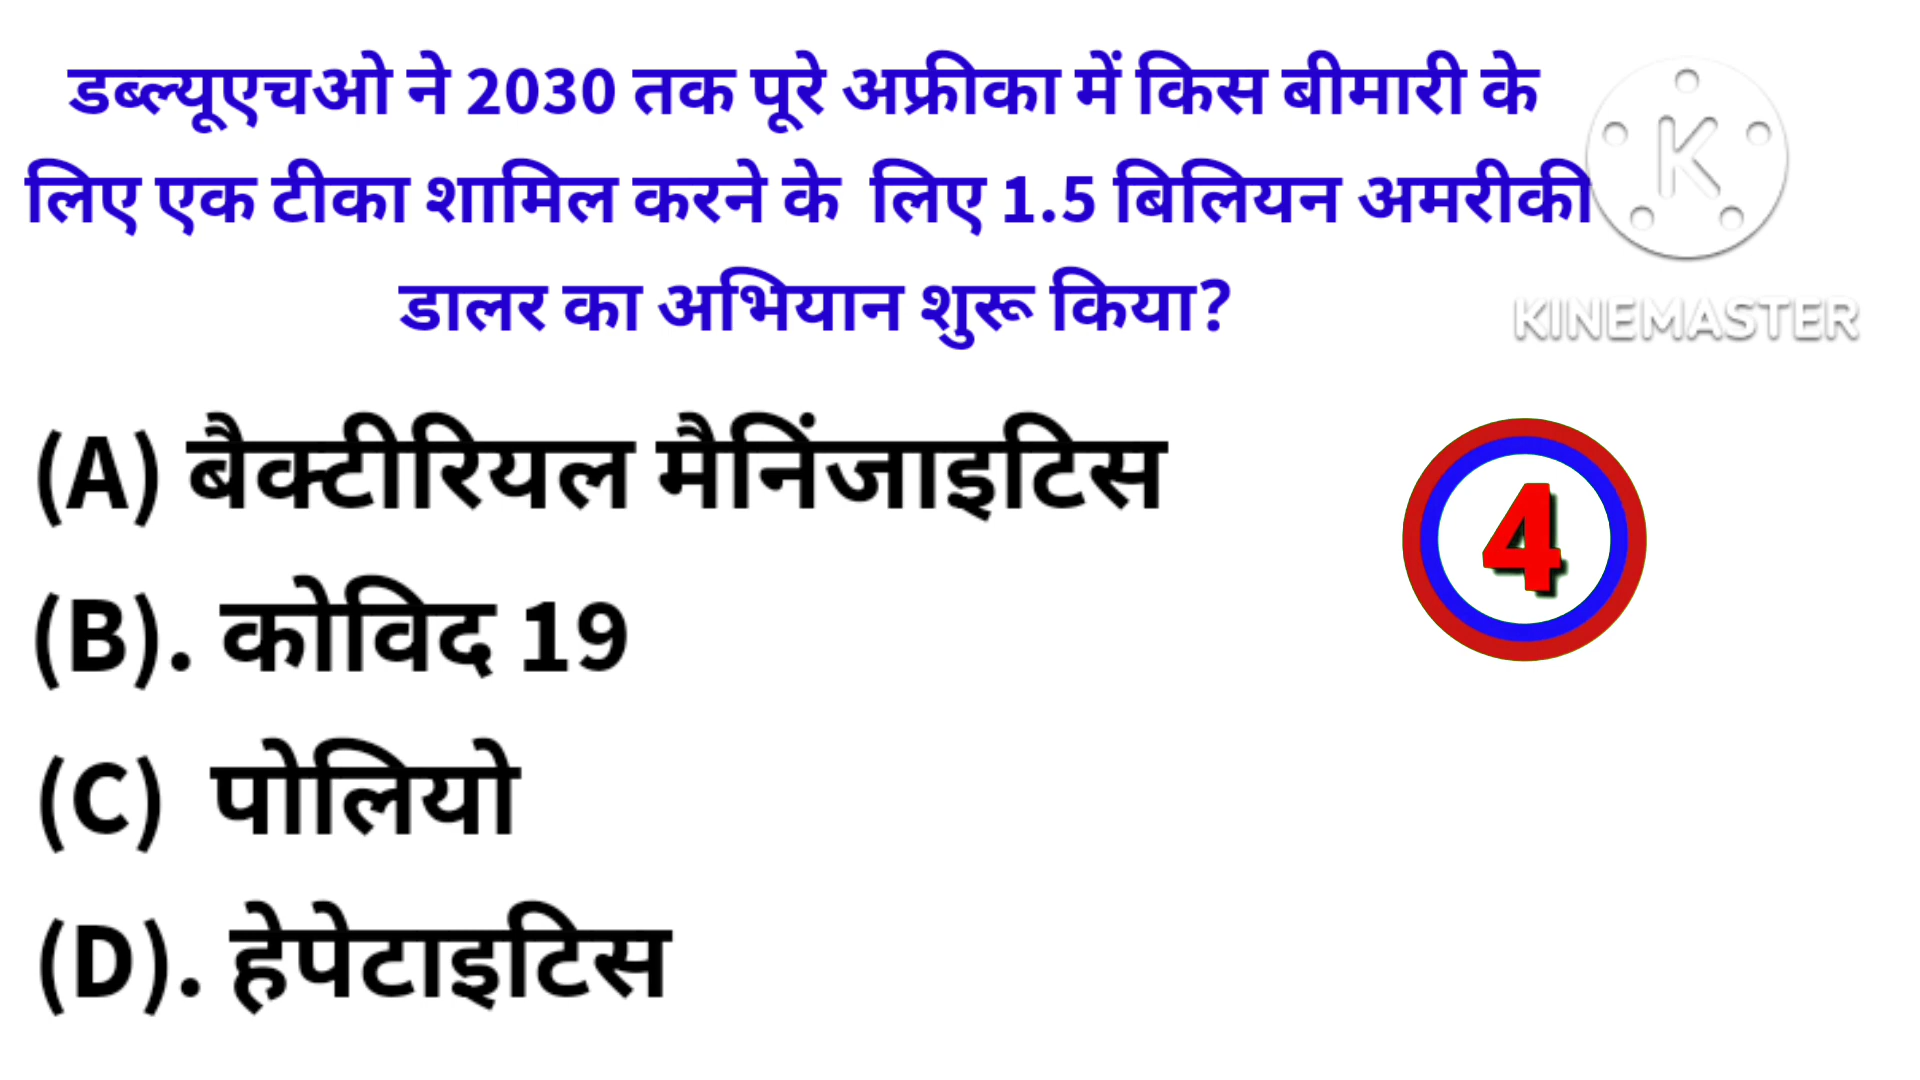 डब्ल्यूएचओ ने 2030 तक पूरे अफ्रीका में किस बीमारी के
लिए एक टीका शामिल करने के लिए 1.5 बिलियन अमरीकी
डालर का अभियान शुरू किया?
K
KINEMASTER
(A) बैक्टीरियल मैनिंजाइटिस
4
(B). कोविद 19
(C) पोलियो
(D). हेपेटाइटिस